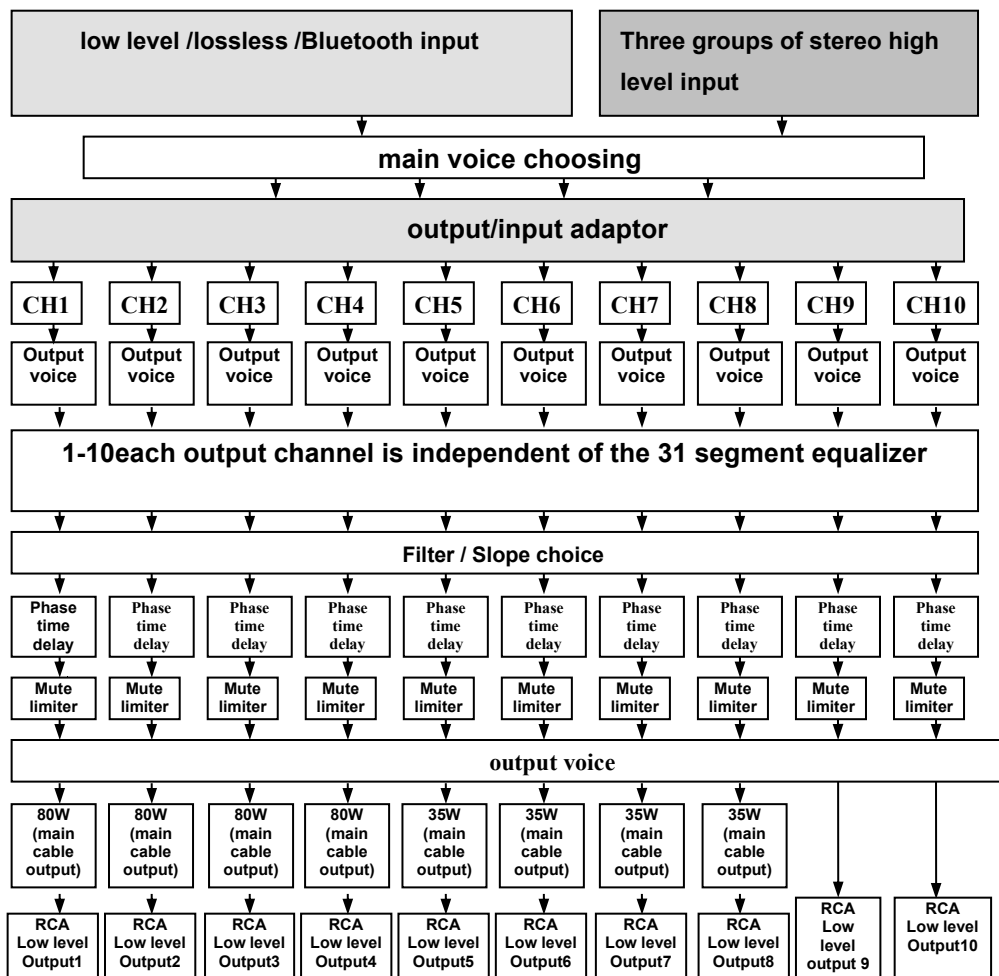 low level /lossless /Bluetooth input
Three groups of stereo high
level input
main voice choosing
output/input adaptor
CH1 CH2 CH3 CH4 CH5 CH6 CH7 CH8 CH9 CH10
Output Output Output Output Output Output Output Output Output Output
voice voice voice voice voice voice voice voice voice voice
1-10each output channel is independent of the 31 segment equalizer
Filter / Slope choice
Phase Phase Phase Phase Phase Phase Phase Phase Phase Phase
time time time time time time time time time time
delay delay delay delay delay delay delay delay delay delay
Mute Mute Mute Mute Mute Mute Mute Mute Mute Mute
limiter limiter limiter limiter limiter limiter limiter limiter limiter limiter
output voice
80W 80W 80W 80W 35W 35W 35W 35W
(main (main (main (main (main (main (main (main
cable cable cable cable cable cable cable cable
output) output) output) output) output) output) output) output)
RCA RCA RCA RCA RCA RCA RCA RCA
Low level Low level Low level Low level Low level Low level Low level Low level
Output1 Output2 Output3 Output4 Output5 Output6 Output7 Output8
RCA
Low
level
output 9
RCA
Low level
Output10